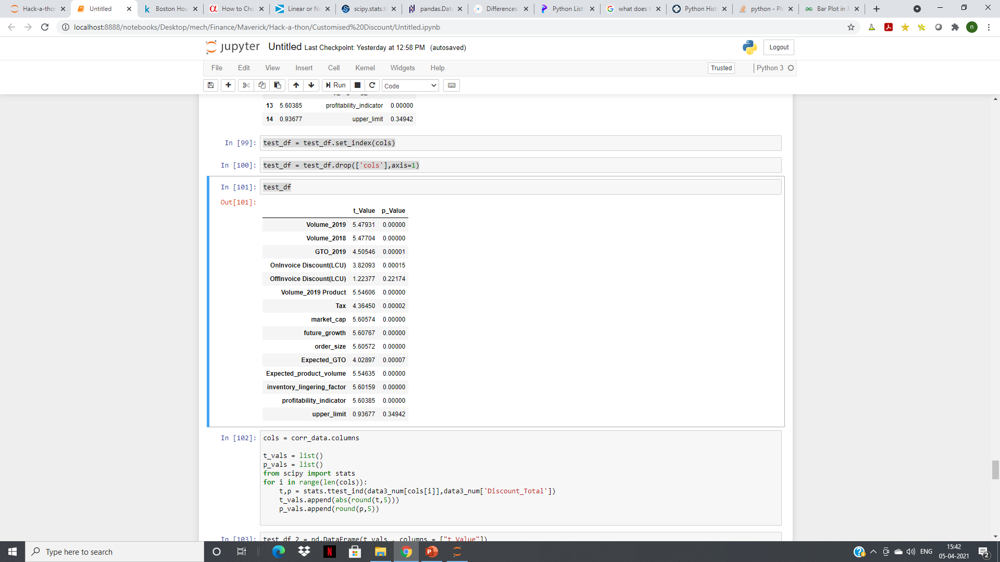 Hack-a-thor
Untitled
Boston Hou
How to Cho
Linear or No
scipy.stats.t
pandas.Data
Differences
Python List
what does t
Python Hist
python - Plo
Bar Plot in M
localhost:8888/notebooks/Desktop/mech/Finance/Maverick/Hack-a-thon/Customised%20Discount/Untitled.ipynb
n
jupyter Untitled Last Checkpoint: Yesterday at 12:58 PM (autosaved)
Logout
File Edit View Insert Cell Kernel Widgets Help
Trusted
Python 3
Run
Code
13 5.60385 profitability_indicator 0.00000
14 0.93677 upper_limit 0.34942
In [99]: test_df = test_df.set_index(cols)
In [100]: test_df = test_df.drop(['cols'],axis=1)
In [101]: test_df
Out[101]:
t_Value p_Value
Volume_2019 5.47931 0.00000
Volume_2018 5.47704 0.00000
GTO_2019 4.50546 0.00001
OnInvoice Discount(LCU) 3.82093 0.00015
OffInvoice Discount(LCU) 1.22377 0.22174
Volume_2019 Product 5.54606 0.00000
Tax 4.36450 0.00002
market_cap 5.60574 0.00000
future_growth 5.60767 0.00000
order_size 5.60572 0.00000
Expected_GTO 4.02897 0.00007
Expected_product_volume 5.54635 0.00000
inventory_lingering_factor 5.60159 0.00000
profitability_indicator 5.60385 0.00000
upper_limit 0.93677 0.34942
In [102]: cols = corr_data.columns
t_vals = list()
p_vals = list()
from scipy import stats
for i in range(len(cols)):
t,p = stats.ttest_ind(data3_num[cols[i]],data3_num['Discount_Total'])
t_vals.append(abs(round(t,5)))
p_vals.append(round(p,5))
In [103]: test_df_2 = pd.DataFrame(t_vals , columns = ["t_Value"])
Type here to search
ENG
15:42
05-04-2021
2